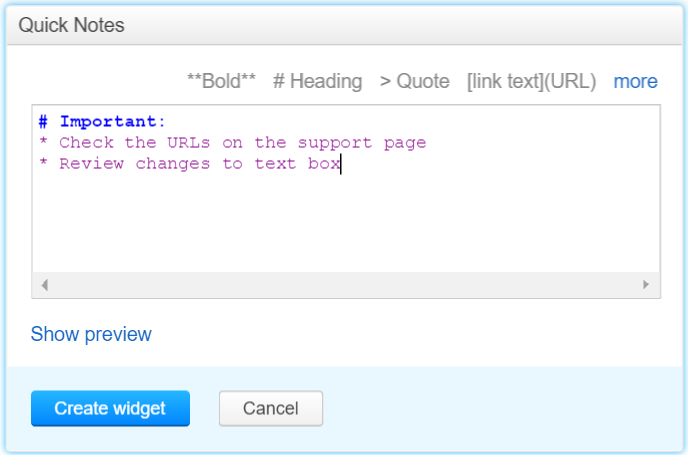 Quick Notes
**Bold** # Heading > Quote [link text](URL) more
# Important:
* Check the URLs on the support page
* Review changes to text box
Show preview
Create widget Cancel